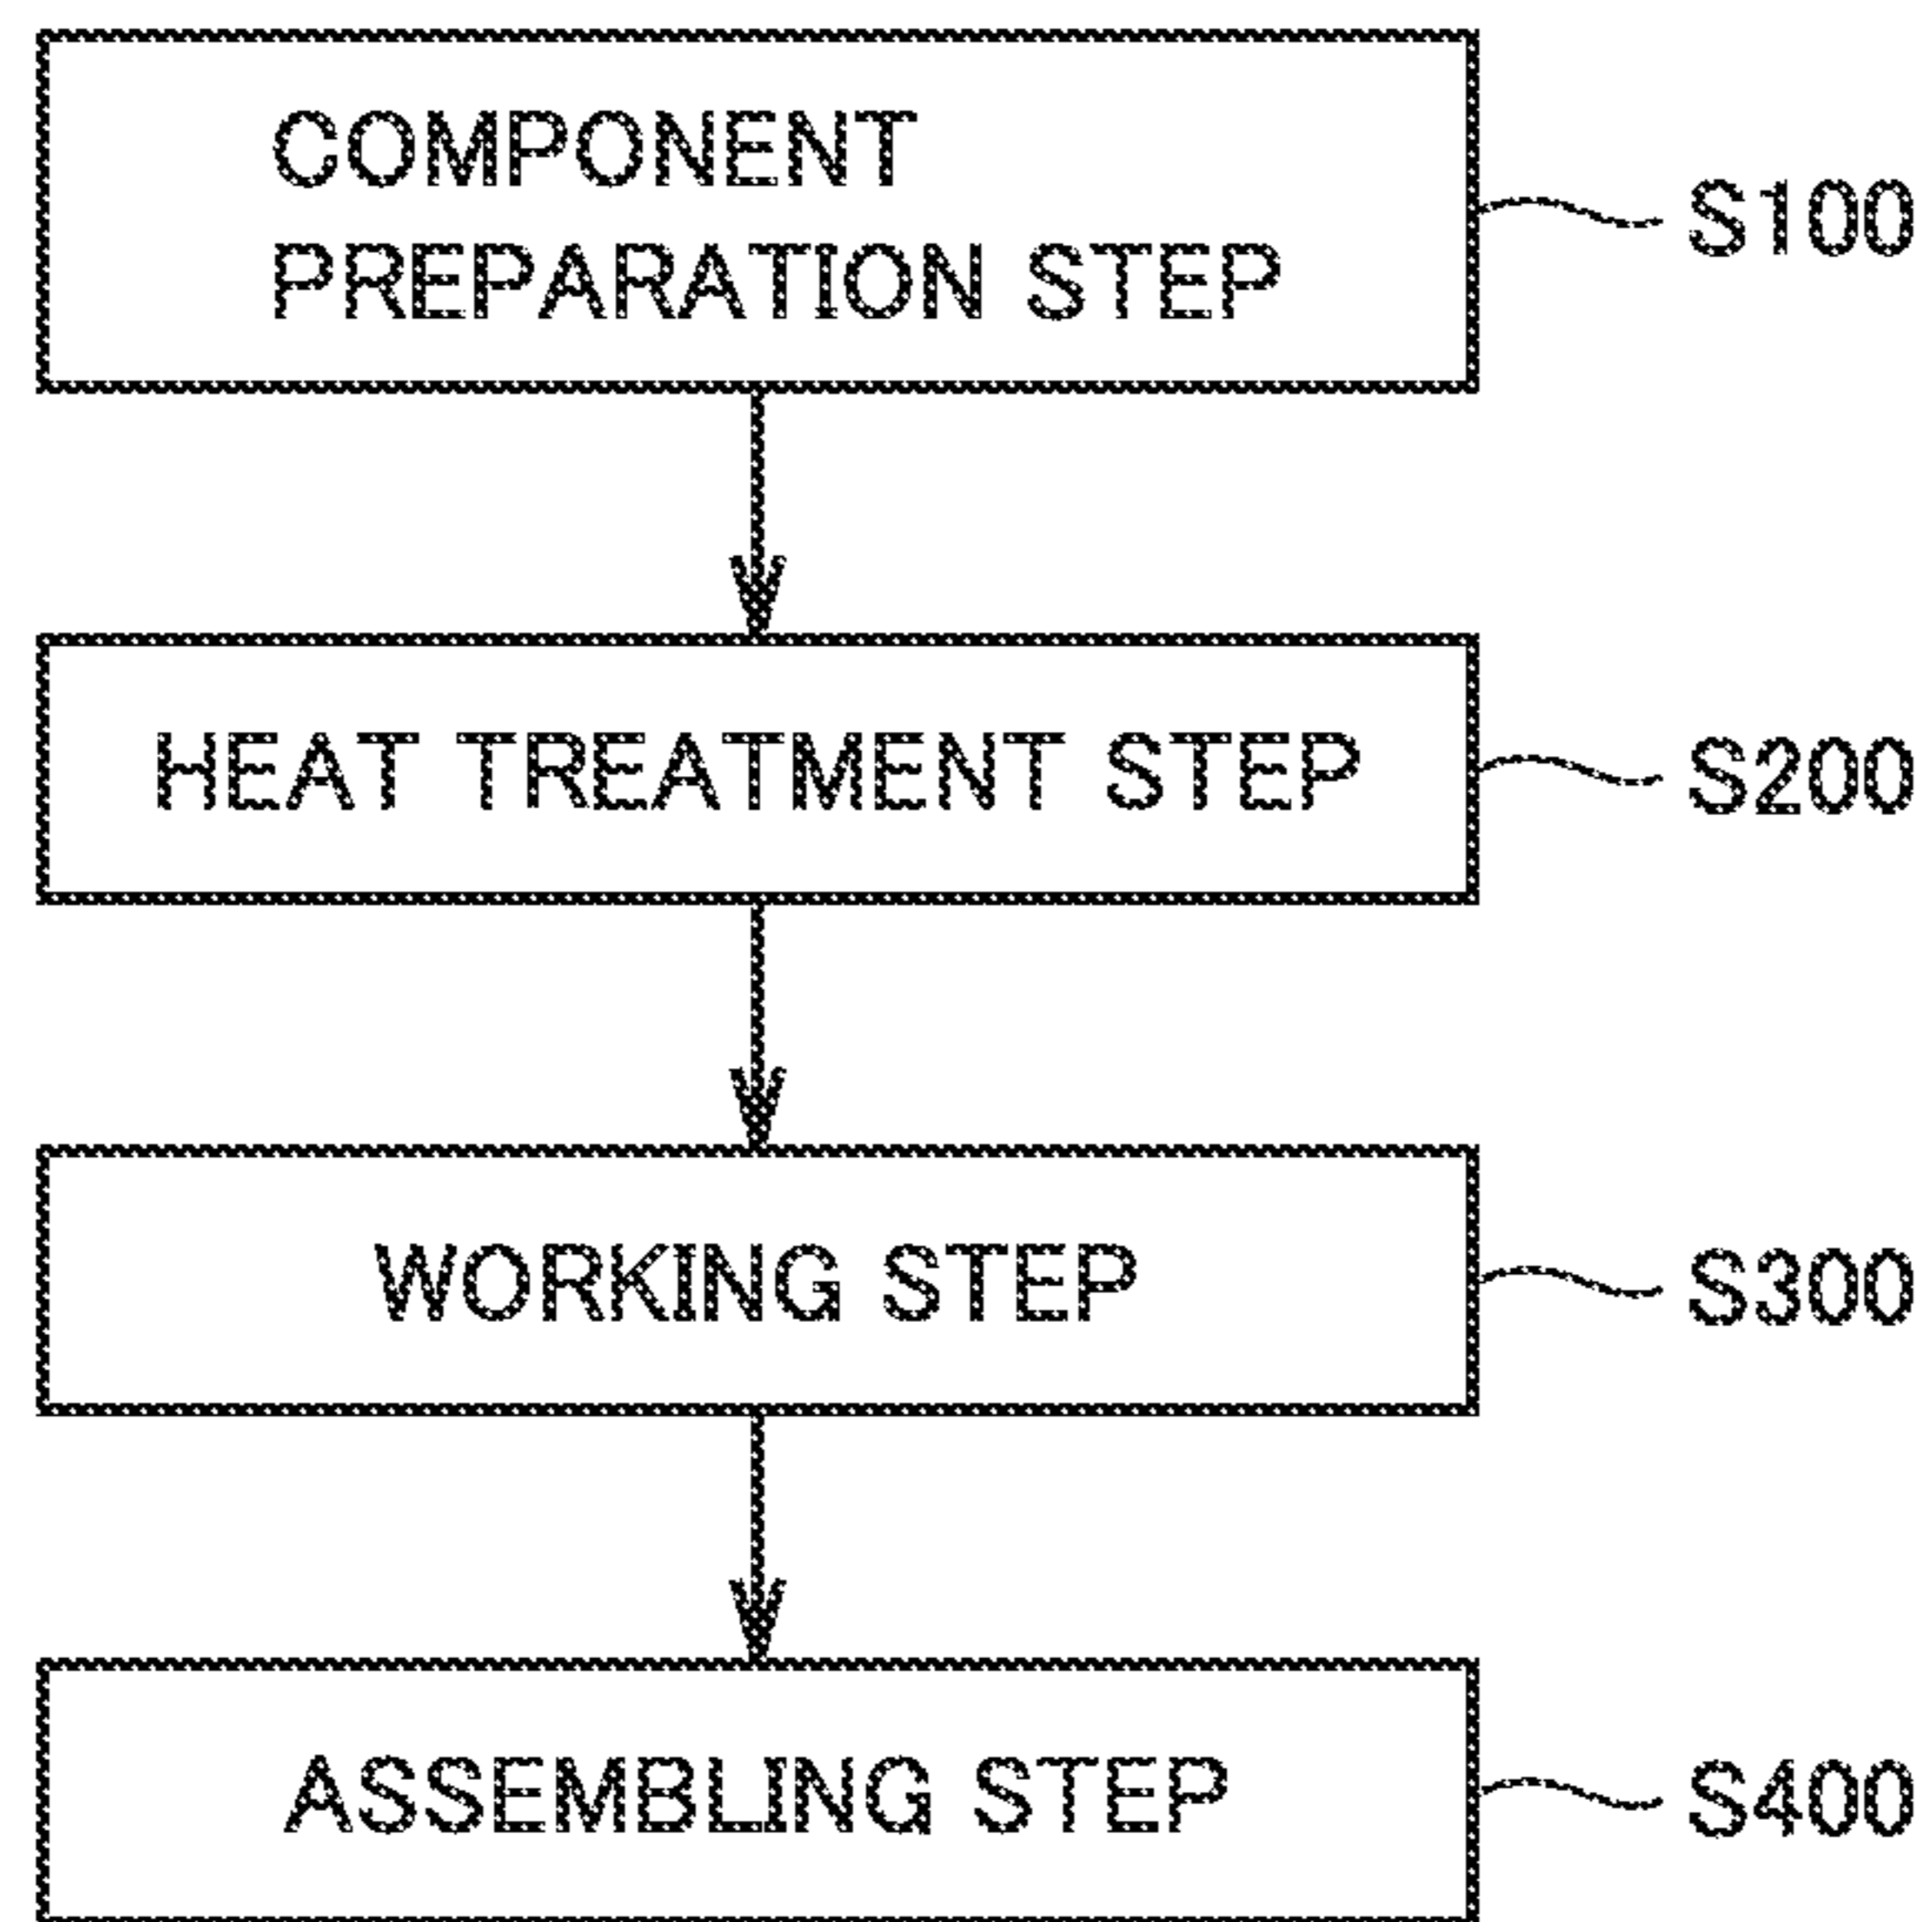 COMPONENT
PREPARATION STEP
S100
HEAT TREATMENT STEP
S200
WORKING STEP
S300
ASSEMBLING STEP
S400